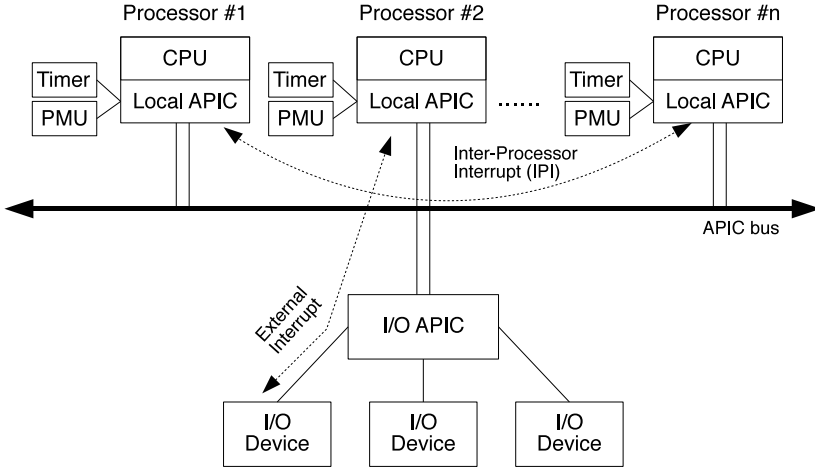 Processor #1
Processor #2
Processor #n
CPU
CPU
CPU
Timer
Timer
Timer
Local APIC
Local APIC
......
Local APIC
PMU
PMU
PMU
Inter-Processor
Interrupt (IPI)
APIC bus
External
Interrupt
I/O APIC
I/O
Device
I/O
Device
I/O
Device